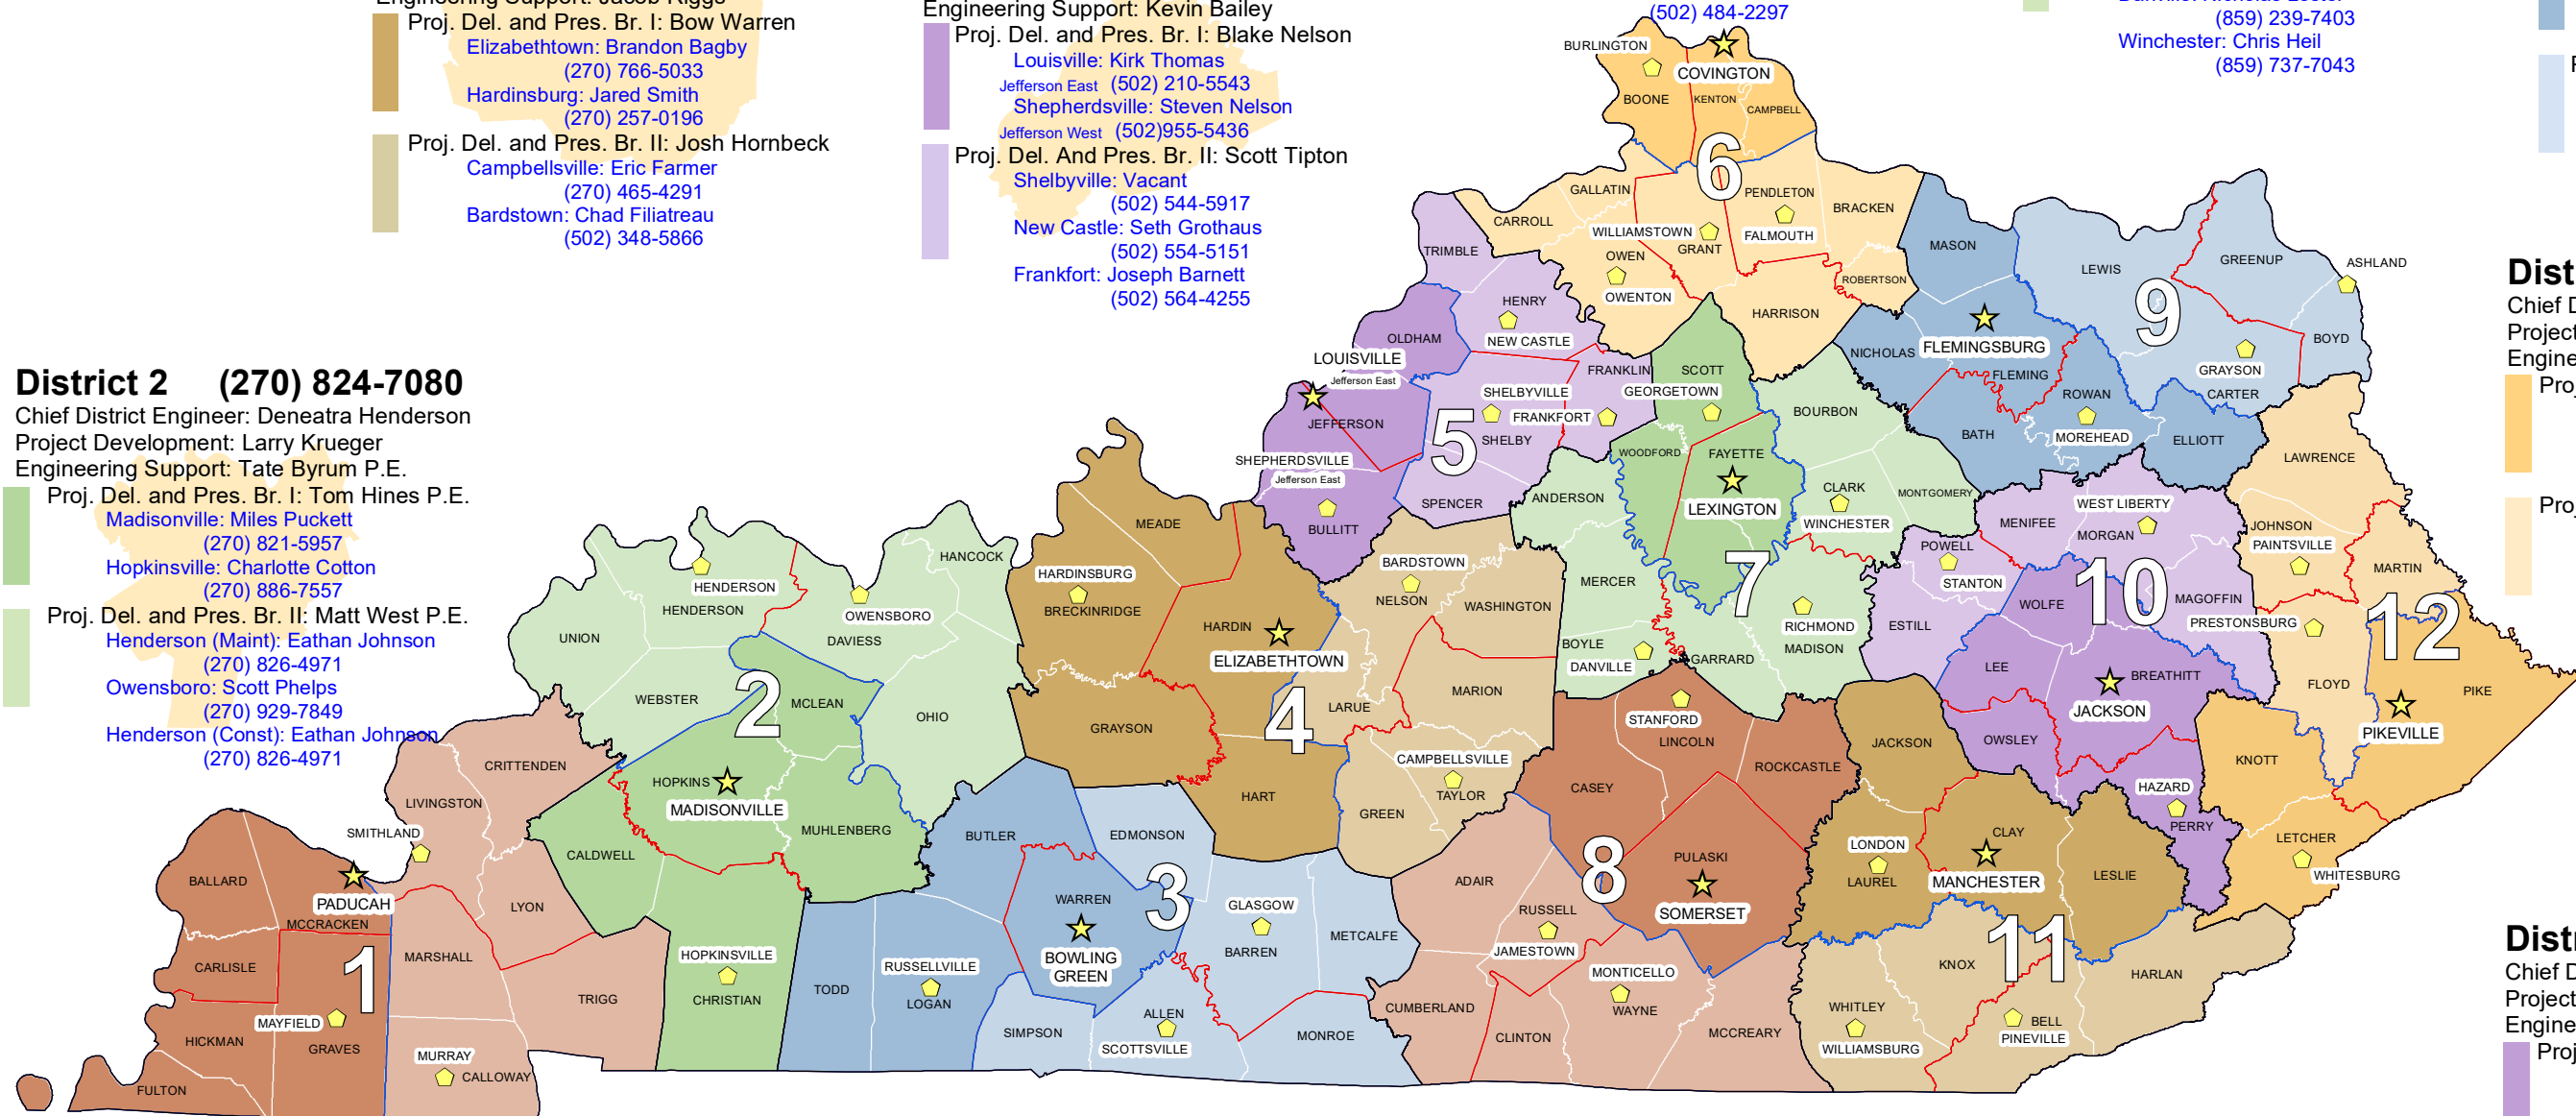 Engineering Support: Jacob Riggs
Proj. Del. and Pres. Br. I: Bow Warren
Elizabethtown: Brandon Bagby
(270) 766-5033
Hardinsburg: Jared Smith
(270) 257-0196
Proj. Del. and Pres. Br. II: Josh Hornbeck
Campbellsville: Eric Farmer
(270) 465-4291
Bardstown: Chad Filiatreau
(502) 348-5866
Engineering Support: Kevin Bailey
Proj. Del. and Pres. Br. I: Blake Nelson
Louisville: Kirk Thomas
Jefferson East (502) 210-5543
Shepherdsville: Steven Nelson
Jefferson West (502)955-5436
Proj. Del. And Pres. Br. II: Scott Tipton
Shelbyville: Vacant
(502) 544-5917
New Castle: Seth Grothaus
(502) 554-5151
Frankfort: Joseph Barnett
(502) 564-4255
(502) 484-2297
(859) 239-7403
Winchester: Chris Heil
(859) 737-7043
District 2 (270) 824-7080
Chief District Engineer: Deneatra Henderson
Project Development: Larry Krueger
Engineering Support: Tate Byrum P.E.
Proj. Del. and Pres. Br. I: Tom Hines P.E.
Madisonville: Miles Puckett
(270) 821-5957
Hopkinsville: Charlotte Cotton
(270) 886-7557
Proj. Del. and Pres. Br. II: Matt West P.E.
Henderson (Maint): Eathan Johnson
(270) 826-4971
Owensboro: Scott Phelps
(270) 929-7849
Henderson (Const): Eathan Johnson
(270) 826-4971
BURLINGTON
COVINGTON
BOONE
KENTON
CAMPBELL
6
GALLATIN
PENDLETON
CARROLL
BRACKEN
WILLIAMSTOWN
FALMOUTH
GRANT
OWEN
OWENTON
ROBERTSON
HARRISON
MASON
LEWIS
GREENUP
ASHLAND
9
FLEMINGSBURG
NICHOLAS
FLEMING
BOYD
GRAYSON
CARTER
ROWAN
MOREHEAD
BATH
ELLIOTT
TRIMBLE
HENRY
NEW CASTLE
OLDHAM
LOUISVILLE
Jefferson East
FRANKLIN
SHELBYVILLE
FRANKFORT
JEFFERSON
5
SHELBY
SHEPHERDSVILLE
Jefferson East
SPENCER
BULLITT
SCOTT
GEORGETOWN
BOURBON
WOODFORD
FAYETTE
LEXINGTON
ANDERSON
CLARK
WINCHESTER
MONTGOMERY
MERCER
7
RICHMOND
MADISON
BOYLE
DANVILLE
GARRARD
WEST LIBERTY
MENIFEE
MORGAN
POWELL
STANTON
10
WOLFE
MAGOFFIN
ESTILL
LEE
BREATHITT
JACKSON
OWSLEY
HAZARD
PERRY
LAWRENCE
JOHNSON
PAINTSVILLE
MARTIN
PRESTONSBURG
12
FLOYD
PIKE
PIKEVILLE
KNOTT
LETCHER
WHITESBURG
MEADE
HARDINSBURG
BRECKINRIDGE
BARDSTOWN
NELSON
WASHINGTON
HARDIN
ELIZABETHTOWN
4
LARUE
MARION
GRAYSON
CAMPBELLSVILLE
TAYLOR
HART
GREEN
HANCOCK
HENDERSON
HENDERSON
OWENSBORO
UNION
DAVIESS
WEBSTER
2
MCLEAN
OHIO
HOPKINS
MADISONVILLE
MUHLENBERG
CALDWELL
HOPKINSVILLE
CHRISTIAN
CRITTENDEN
LIVINGSTON
SMITHLAND
BALLARD
PADUCAH
MCCRACKEN
LYON
CARLISLE
1
MARSHALL
TRIGG
MAYFIELD
HICKMAN
GRAVES
MURRAY
CALLOWAY
FULTON
BUTLER
EDMONSON
WARREN
3
GLASGOW
BOWLING
GREEN
BARREN
METCALFE
RUSSELLVILLE
TODD
LOGAN
SIMPSON
ALLEN
SCOTTSVILLE
MONROE
STANFORD
LINCOLN
ROCKCASTLE
CASEY
8
PULASKI
SOMERSET
ADAIR
RUSSELL
JAMESTOWN
MONTICELLO
WAYNE
CUMBERLAND
CLINTON
MCCREARY
JACKSON
CLAY
LONDON
LAUREL
MANCHESTER
LESLIE
11
KNOX
HARLAN
WHITLEY
WILLIAMSBURG
BELL
PINEVILLE
Dist
Chief D
Project
Engine
Proj
Proj
Distr
Chief D
Project
Engine
Proj